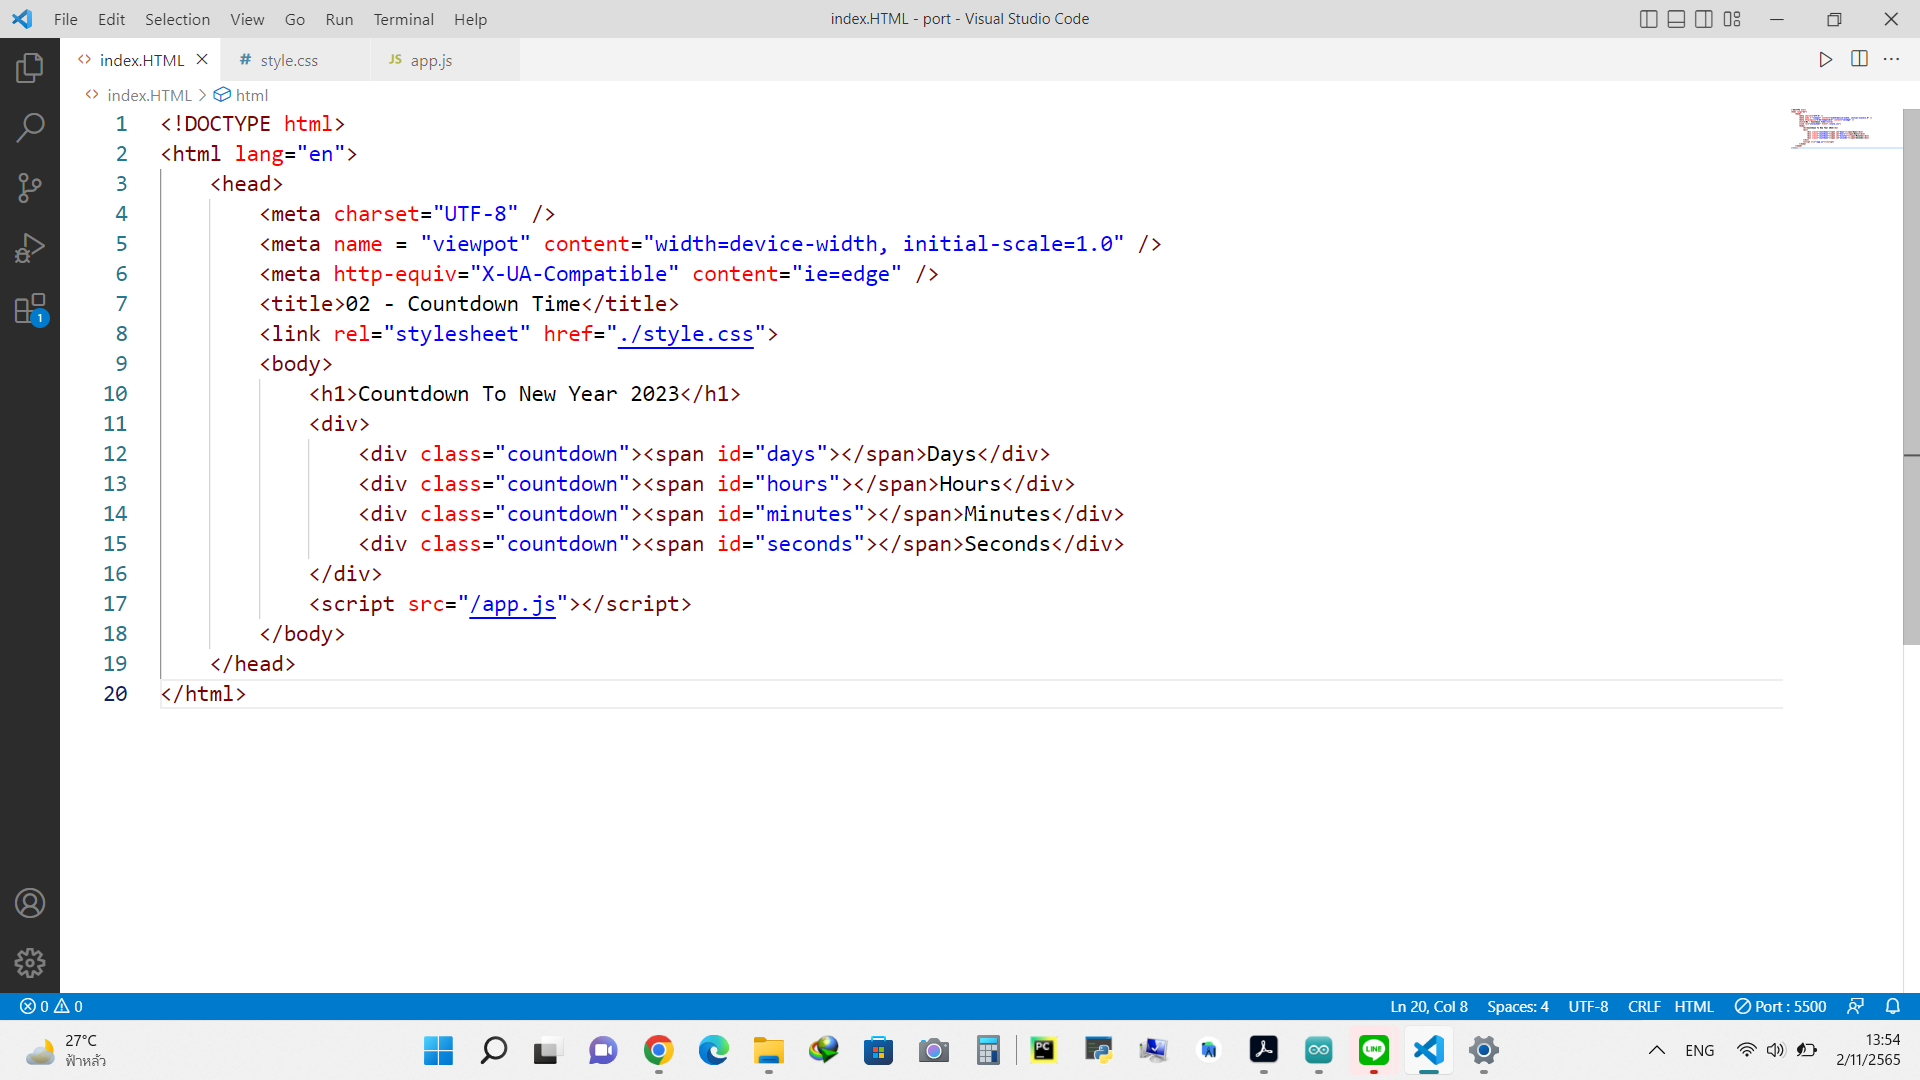 File Edit Selection View Go Run Terminal Help index.HTML - port - Visual Studio Code
index.HTML # style.css JS app.js
index.HTML > html
1 <!DOCTYPE html>
2 <html lang="en">
3 <head>
4 <meta charset="UTF-8" />
5 <meta name = "viewpot" content="width=device-width, initial-scale=1.0" />
6 <meta http-equiv="X-UA-Compatible" content="ie=edge" />
7 <title>02 - Countdown Time</title>
8 <link rel="stylesheet" href="./style.css">
9 <body>
10 <h1>Countdown To New Year 2023</h1>
11 <div>
12 <div class="countdown"><span id="days"></span>Days</div>
13 <div class="countdown"><span id="hours"></span>Hours</div>
14 <div class="countdown"><span id="minutes"></span>Minutes</div>
15 <div class="countdown"><span id="seconds"></span>Seconds</div>
16 </div>
17 <script src="/app.js"></script>
18 </body>
19 </head>
20 </html>
1
0 0 Ln 20, Col 8 Spaces: 4 UTF-8 CRLF HTML Port : 5500
27°C
ฟ้าหลัว
PC
LINE
ENG
13:54
2/11/2565